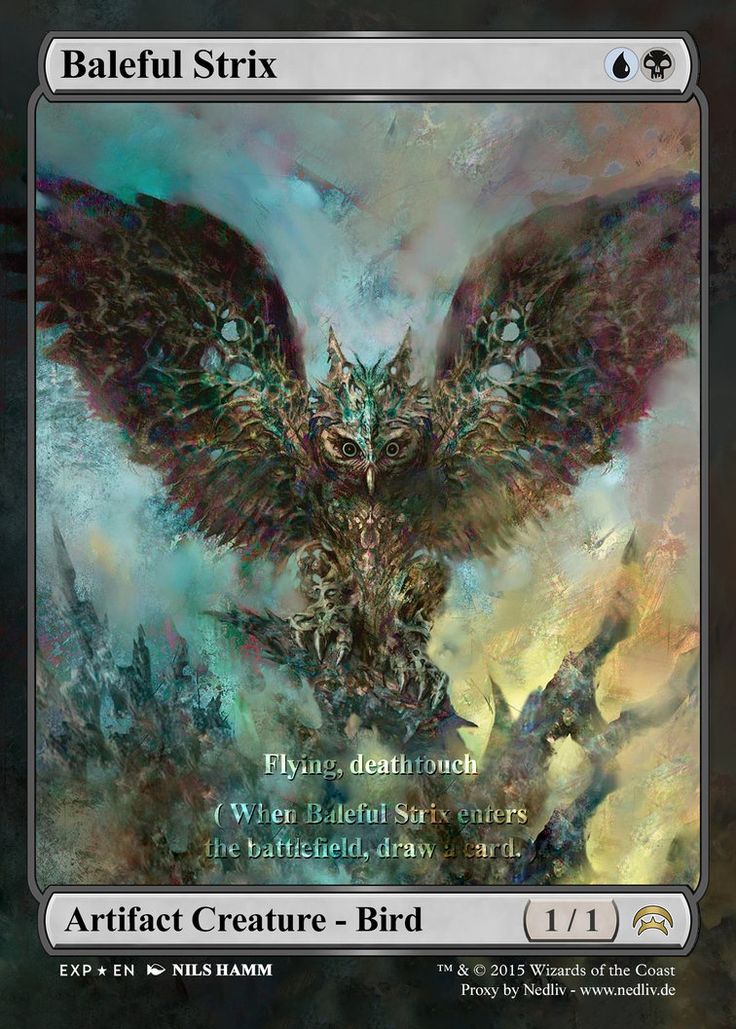 Baleful Strix
Flying, deathtouch
( When Baleful Strix enters
the battlefield, draw a card. )
Artifact Creature - Bird
1 / 1
EXP ★ EN NILS HAMM
™ & © 2015 Wizards of the Coast
Proxy by Nedliv - www.nedliv.de